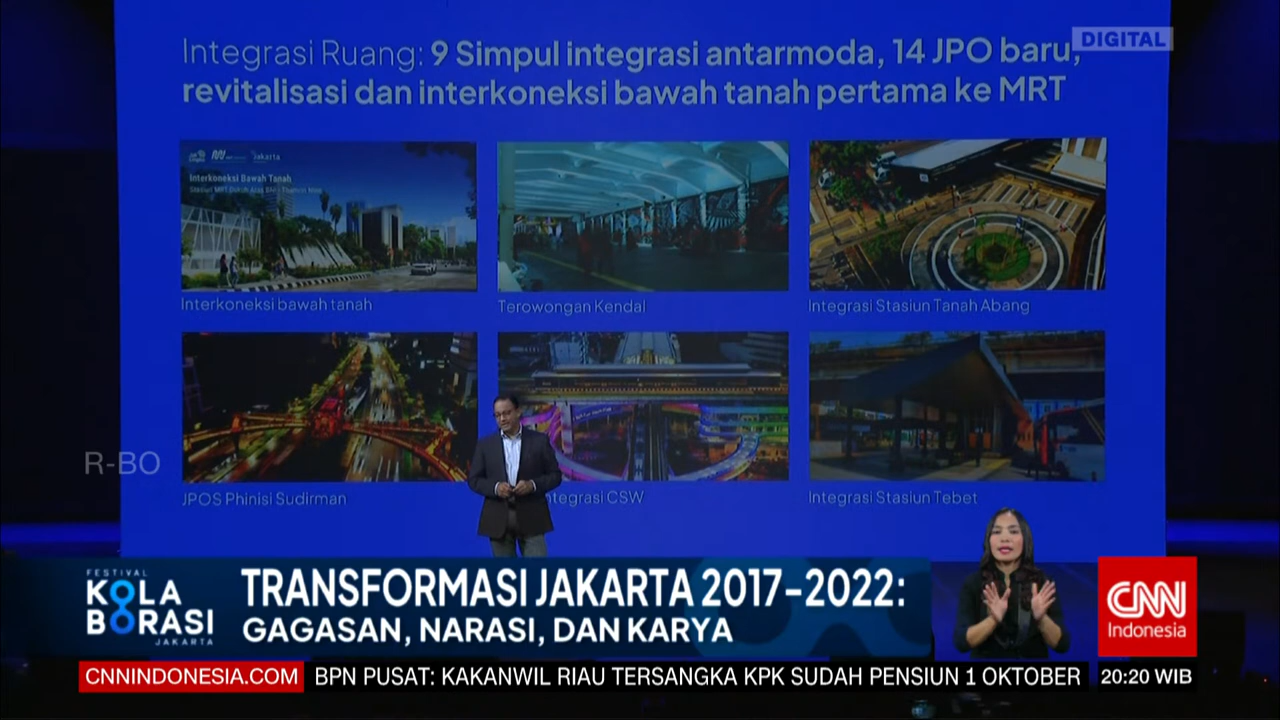 DIGITAL
Integrasi Ruang: 9 Simpul integrasi antarmoda, 14 JPO baru,
revitalisasi dan interkoneksi bawah tanah pertama ke MRT
Jakarta
Interkoneksi Bawah Tanah
Interkoneksi bawah tanah
Terowongan Kendal
Integrasi Stasiun Tanah Abang
R-BO
JPOS Phinisi Sudirman
ntegrasi CSW
Integrasi Stasiun Tebet
FESTIVAL
KOLA
BORASI
JAKARTA
TRANSFORMASI JAKARTA 2017-2022:
GAGASAN, NARASI, DAN KARYA
CNN
Indonesia
CNNINDONESIA.COM BPN PUSAT: KAKANWIL RIAU TERSANGKA KPK SUDAH PENSIUN 1 OKTOBER 20:20 WIB